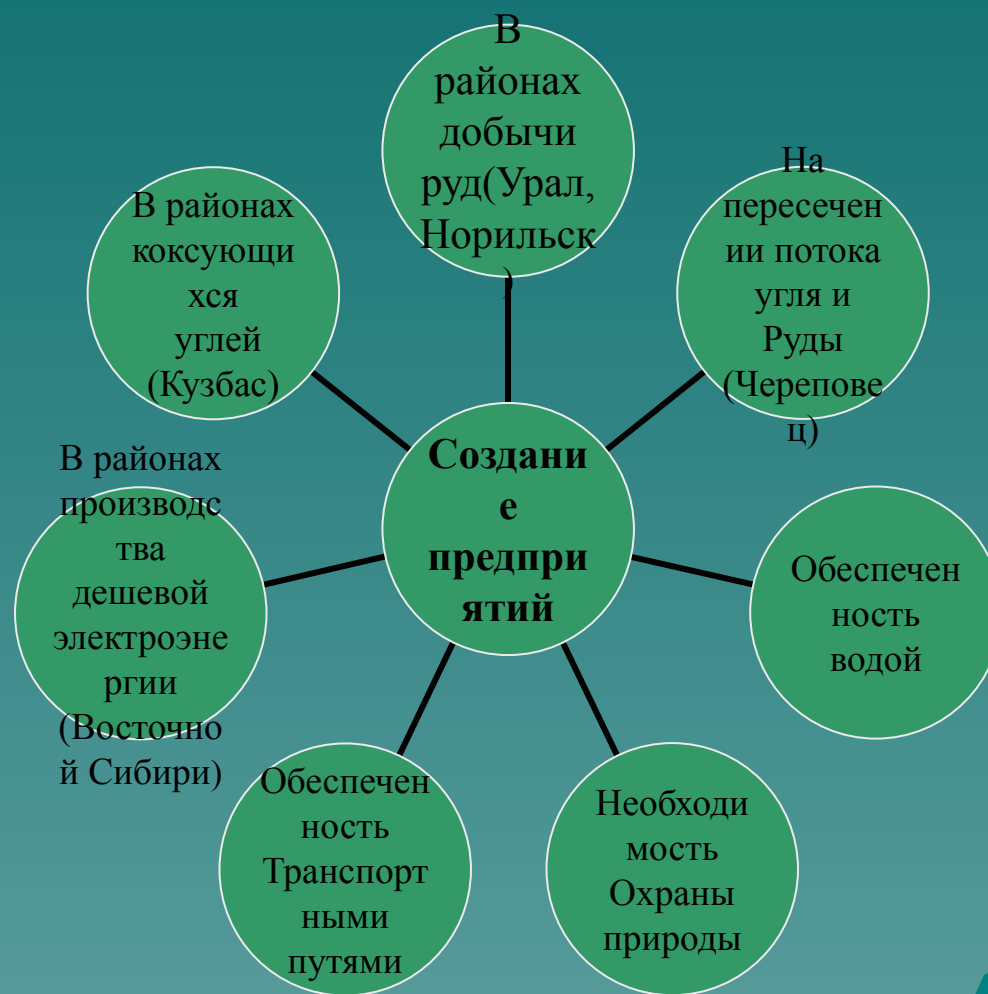 В
районах
добычи
руд(Урал,
Норильск
)
На
пересечен
ии потока
угля и
Руды
(Черепове
ц)
Обеспечен
ность
водой
Необходи
мость
Охраны
природы
Обеспечен
ность
Транспорт
ными
путями
В районах
производс
тва
дешевой
электроэне
ргии
(Восточно
й Сибири)
В районах
коксующи
хся
углей
(Кузбас)
Создани
е
предпри
ятий